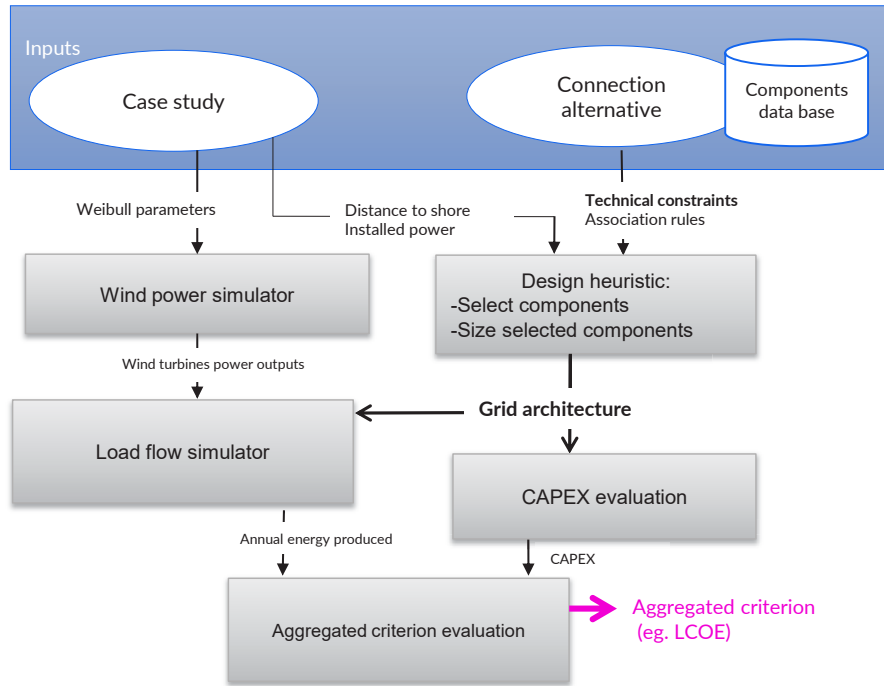 Inputs
Case study
Connection
alternative
Components
data base
Weibull parameters
Distance to shore
Installed power
Technical constraints
Association rules
Wind power simulator
Design heuristic:
-Select components
-Size selected components
Wind turbines power outputs
Grid architecture
Load flow simulator
CAPEX evaluation
Annual energy produced
CAPEX
Aggregated criterion evaluation
Aggregated criterion
(eg. LCOE)